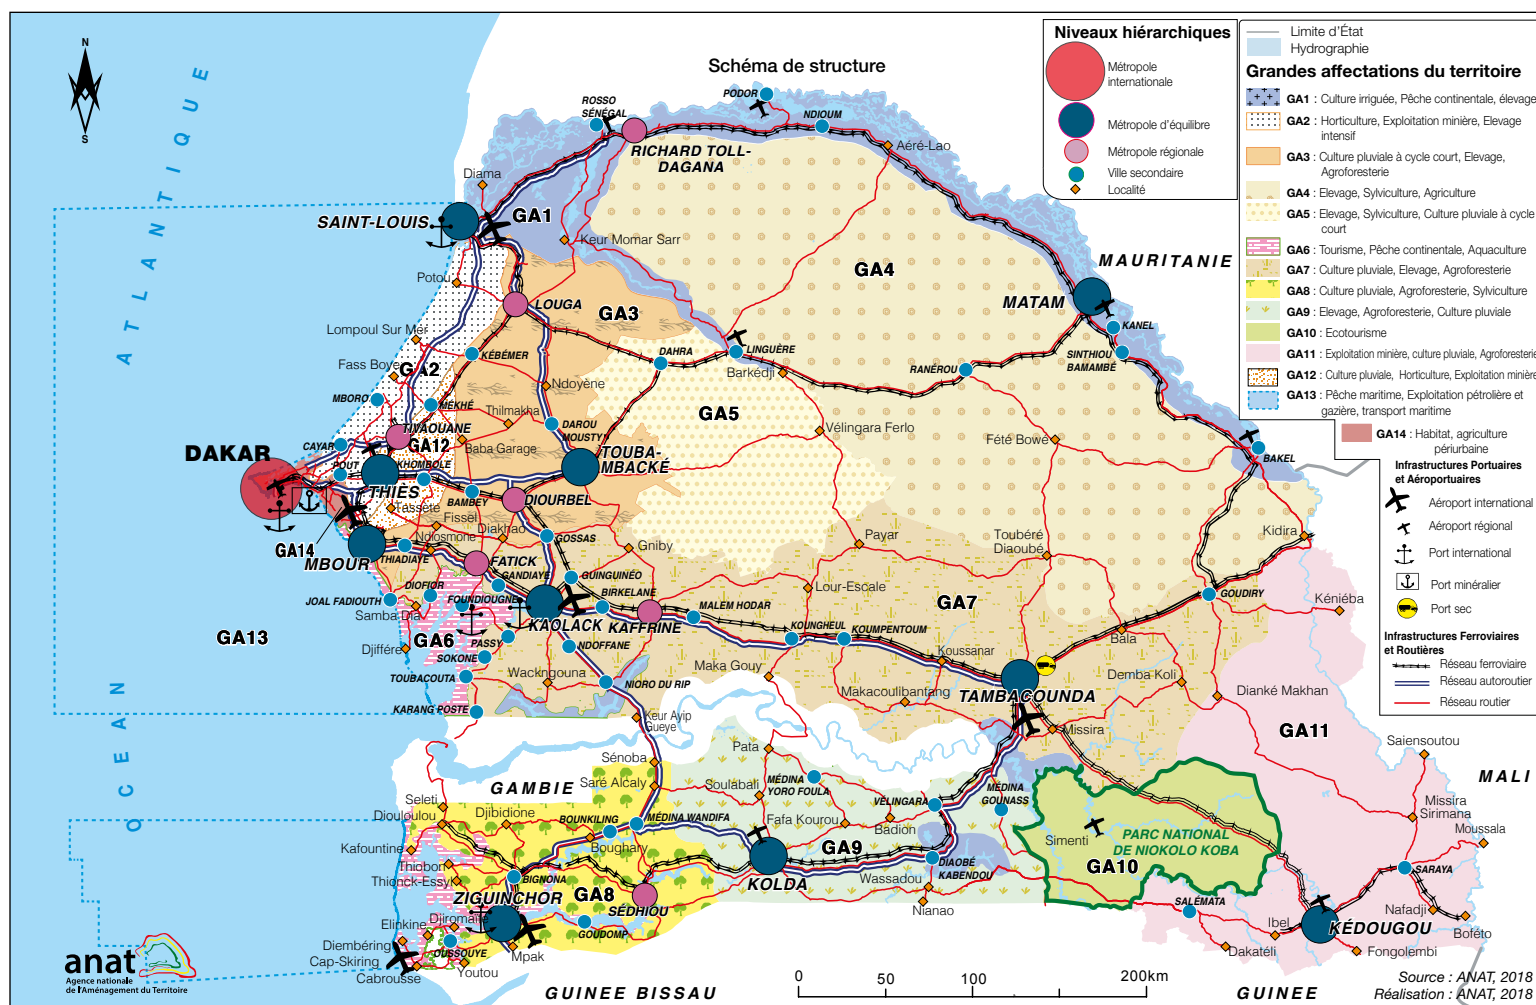 Schéma de structure
N
S
Niveaux hiérarchiques
Métropole
internationale
Métropole d'équilibre
Métropole régionale
Ville secondaire
Localité
Limite d'État
Hydrographie
Grandes affectations du territoire
GA1 : Culture irriguée, Pêche continentale, élevage
GA2 : Horticulture, Exploitation minière, Elevage
intensif
GA3 : Culture pluviale à cycle court, Elevage,
Agroforesterie
GA4 : Elevage, Sylviculture, Agriculture
GA5 : Elevage, Sylviculture, Culture pluviale à cycle
court
GA6 : Tourisme, Pêche continentale, Aquaculture
GA7 : Culture pluviale, Elevage, Agroforesterie
GA8 : Culture pluviale, Agroforesterie, Sylviculture
GA9 : Elevage, Agroforesterie, Culture pluviale
GA10 : Ecotourisme
GA11 : Exploitation minière, culture pluviale, Agroforesterie
GA12 : Culture pluviale, Horticulture, Exploitation minière
GA13 : Pêche maritime, Exploitation pétrolière et
gazière, transport maritime
GA14 : Habitat, agriculture
périurbaine
Infrastructures Portuaires
et Aéroportuaires
Aéroport international
Aéroport régional
Port international
Port minéralier
Port sec
Infrastructures Ferroviaires
et Routières
Réseau ferroviaire
Réseau autoroutier
Réseau routier
OCEAN ATLANTIQUE
MAURITANIE
MALI
GAMBIE
GUINEE BISSAU
GUINEE
PODOR
ROSSO
SÉNÉGAL
NDIOUM
RICHARD TOLL-
DAGANA
Aéré-Lao
Diama
SAINT-LOUIS
GA1
Keur Momar Sarr
GA4
Potou
LOUGA
GA3
MATAM
KANEL
Lompoul Sur Mer
KÉBÉMER
DAHRA
LINGUÈRE
SINTHIOU
BAMAMBÉ
Fass Boye
GA2
Barkédji
RANÉROU
Ndoyène
MBORO
MÉKHÉ
Thilmakha
GA5
DAROU
MOUSTY
Vélingara Ferlo
TIVAOUANE
GA12
Baba Garage
Fété Bowé
CAYAR
BAKEL
DAKAR
POUT
KHOMBOLE
TOUBA-
MBACKÉ
THIÈS
BAMBEY
DIOURBEL
Tassète
Fissel
Diakhao
GOSSAS
Gniby
Payar
Toubéré
Diaoubé
Kidira
GA14
MBOUR
Ndiosmone
THIADIAYE
FATICK
GANDIAYE
GUINGUINÉO
BIRKELANE
Lour-Escale
GA7
GOUDIRY
Kéniéba
JOAL FADIOUTH
DIOFIOR
Samba Dia
FOUNDIOUGNE
KAOLACK
KAFFRINE
MALEM HODAR
KOUNGHEUL
KOUMPENTOUM
Bala
GA13
GA6
Djifféré
PASSY
SOKONE
NDOFFANE
Koussanar
TOUBACOUTA
Wackngouna
NIORO DU RIP
Maka Gouy
Makacoulibantang
TAMBACOUNDA
Demba Koli
Dianké Makhan
KARANG POSTE
Keur Ayip
Gueye
Missira
GA11
Saiensoutou
Pata
Sénoba
Saré Alcaly
Soulabali
MÉDINA
YORO FOULA
VÉLINGARA
MÉDINA
GOUNASS
Seleti
Diouloulou
Djibidione
BOUNKILING
MÉDINA WANDIFA
Fafa Kourou
Badion
Simenti
PARC NATIONAL
DE NIOKOLO KOBA
Missira
Sirimana
Moussala
Kafountine
Boughary
GA9
GA10
Thiobon
Thionck-Essyl
BIGNONA
KOLDA
DIAOBÉ
KABENDOU
Wassadou
SARAYA
ZIGUINCHOR
GA8
SÉDHIOU
Nianao
SALÉMATA
Nafadji
Elinkine
Djiromaite
GOUDOMP
Ibel
KÉDOUGOU
Boféto
Diembéring
Cap-Skiring
Cabrousse
OUSSOUYE
Youtou
Mpak
Dakatéli
Fongolembi
anat
Agence nationale
de l'Aménagement du Territoire
0 50 100 200km
Source : ANAT, 2018
Réalisation : ANAT, 2018